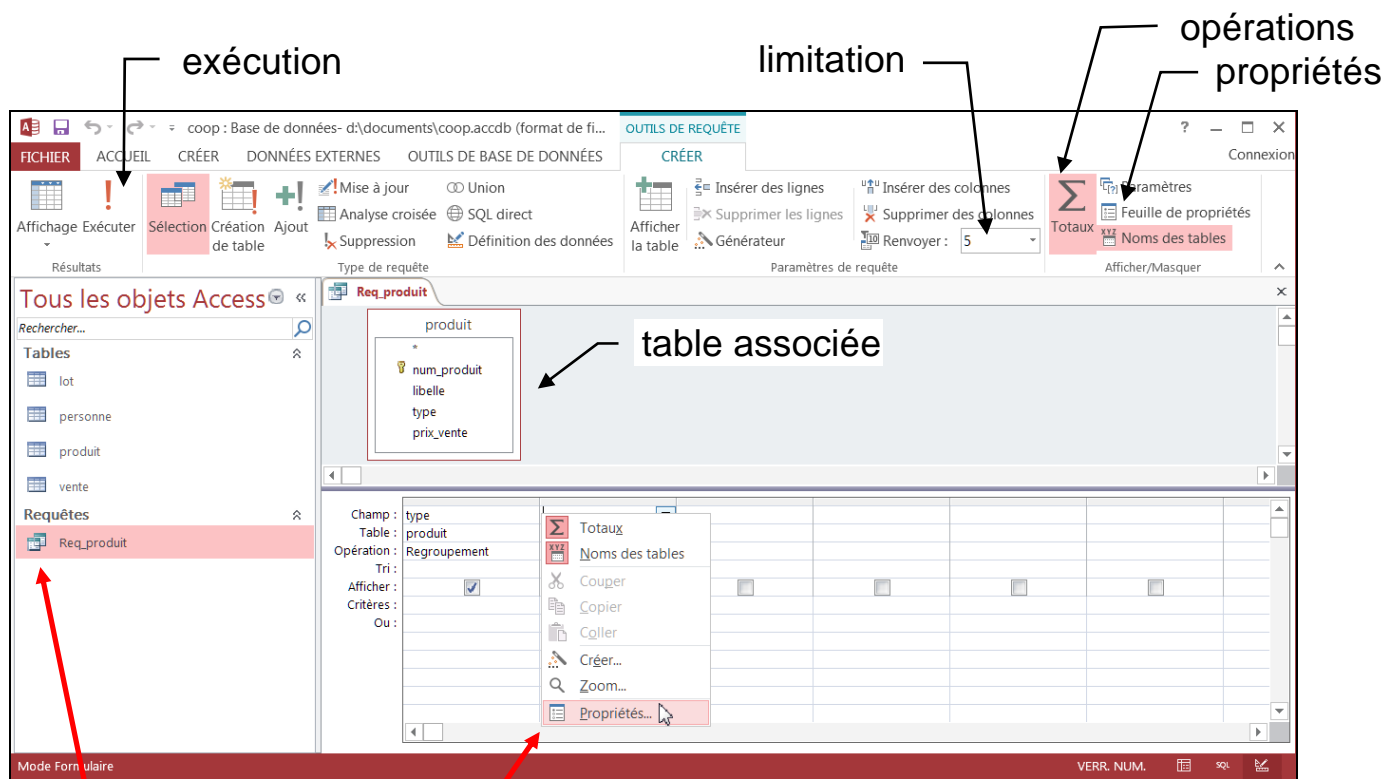 opérations
exécution
limitation
propriétés
coop : Base de données- d:\documents\coop.accdb (format de fi...
OUTILS DE REQUÊTE
?
FICHIER ACCUEIL CRÉER DONNÉES EXTERNES OUTILS DE BASE DE DONNÉES CRÉER Connexion
Mise à jour Union Insérer des lignes Insérer des colonnes Paramètres
Analyse croisée SQL direct Supprimer les lignes Supprimer des colonnes Feuille de propriétés
Affichage Exécuter Sélection Création de table Ajout Suppression Définition des données Afficher la table Générateur Renvoyer : 5 Totaux Noms des tables
Résultats Type de requête Paramètres de requête Afficher/Masquer
Tous les objets Access
Req_produit
Rechercher...
produit
table associée
Tables
*
lot
num_produit
libelle
personne
type
prix_vente
produit
vente
Requêtes
Req_produit
Champ : type
Table : produit
Opération : Regroupement
Tri :
Afficher :
Critères :
Ou :
Totaux
Noms des tables
Couper
Copier
Coller
Créer...
Zoom...
Propriétés...
Mode Formulaire VERR. NUM. SQL